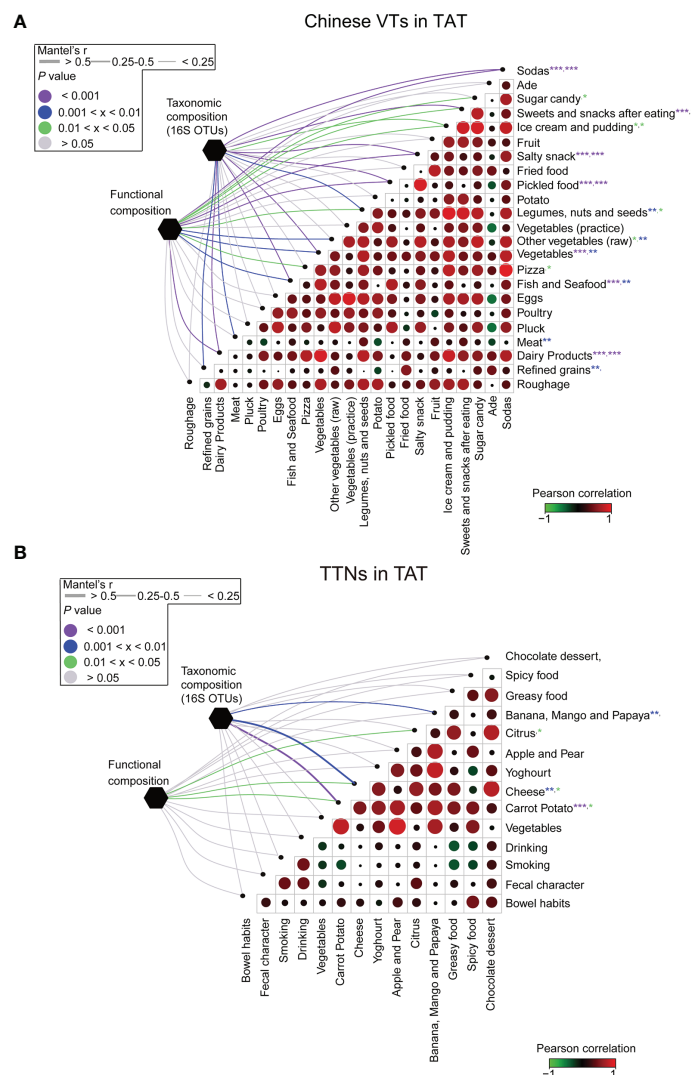 A
Chinese VTs in TAT
Mantel's r
> 0.5 0.25-0.5 < 0.25
P value
< 0.001
0.001 < x < 0.01
0.01 < x < 0.05
> 0.05
Taxonomic
composition
(16S OTUs)
Functional
composition
Sodas***,***
Ade
Sugar candy*
Sweets and snacks after eating***,
Ice cream and pudding*,*
Fruit
Salty snack***,***
Fried food
Pickled food***,***
Potato
Legumes, nuts and seeds**,*
Vegetables (practice)
Other vegetables (raw)*,**
Vegetables***,**
Pizza*
Fish and Seafood***,**
Eggs
Poultry
Pluck
Meat**
Dairy Products***,***
Refined grains**,
Roughage
Roughage
Refined grains
Dairy Products
Meat
Pluck
Poultry
Eggs
Fish and Seafood
Pizza
Vegetables
Other vegetables (raw)
Vegetables (practice)
Legumes, nuts and seeds
Potato
Pickled food
Fried food
Salty snack
Fruit
Ice cream and pudding
Sweets and snacks after eating
Sugar candy
Ade
Sodas
Pearson correlation
−1 1
B
TTNs in TAT
Mantel's r
> 0.5 0.25-0.5 < 0.25
P value
< 0.001
0.001 < x < 0.01
0.01 < x < 0.05
> 0.05
Taxonomic
composition
(16S OTUs)
Functional
composition
Chocolate dessert,
Spicy food
Greasy food
Banana, Mango and Papaya**,
Citrus,*
Apple and Pear
Yoghourt
Cheese**,*
Carrot Potato***,*
Vegetables
Drinking
Smoking
Fecal character
Bowel habits
Bowel habits
Fecal character
Smoking
Drinking
Vegetables
Carrot Potato
Cheese
Yoghourt
Apple and Pear
Citrus
Banana, Mango and Papaya
Greasy food
Spicy food
Chocolate dessert
Pearson correlation
−1 1